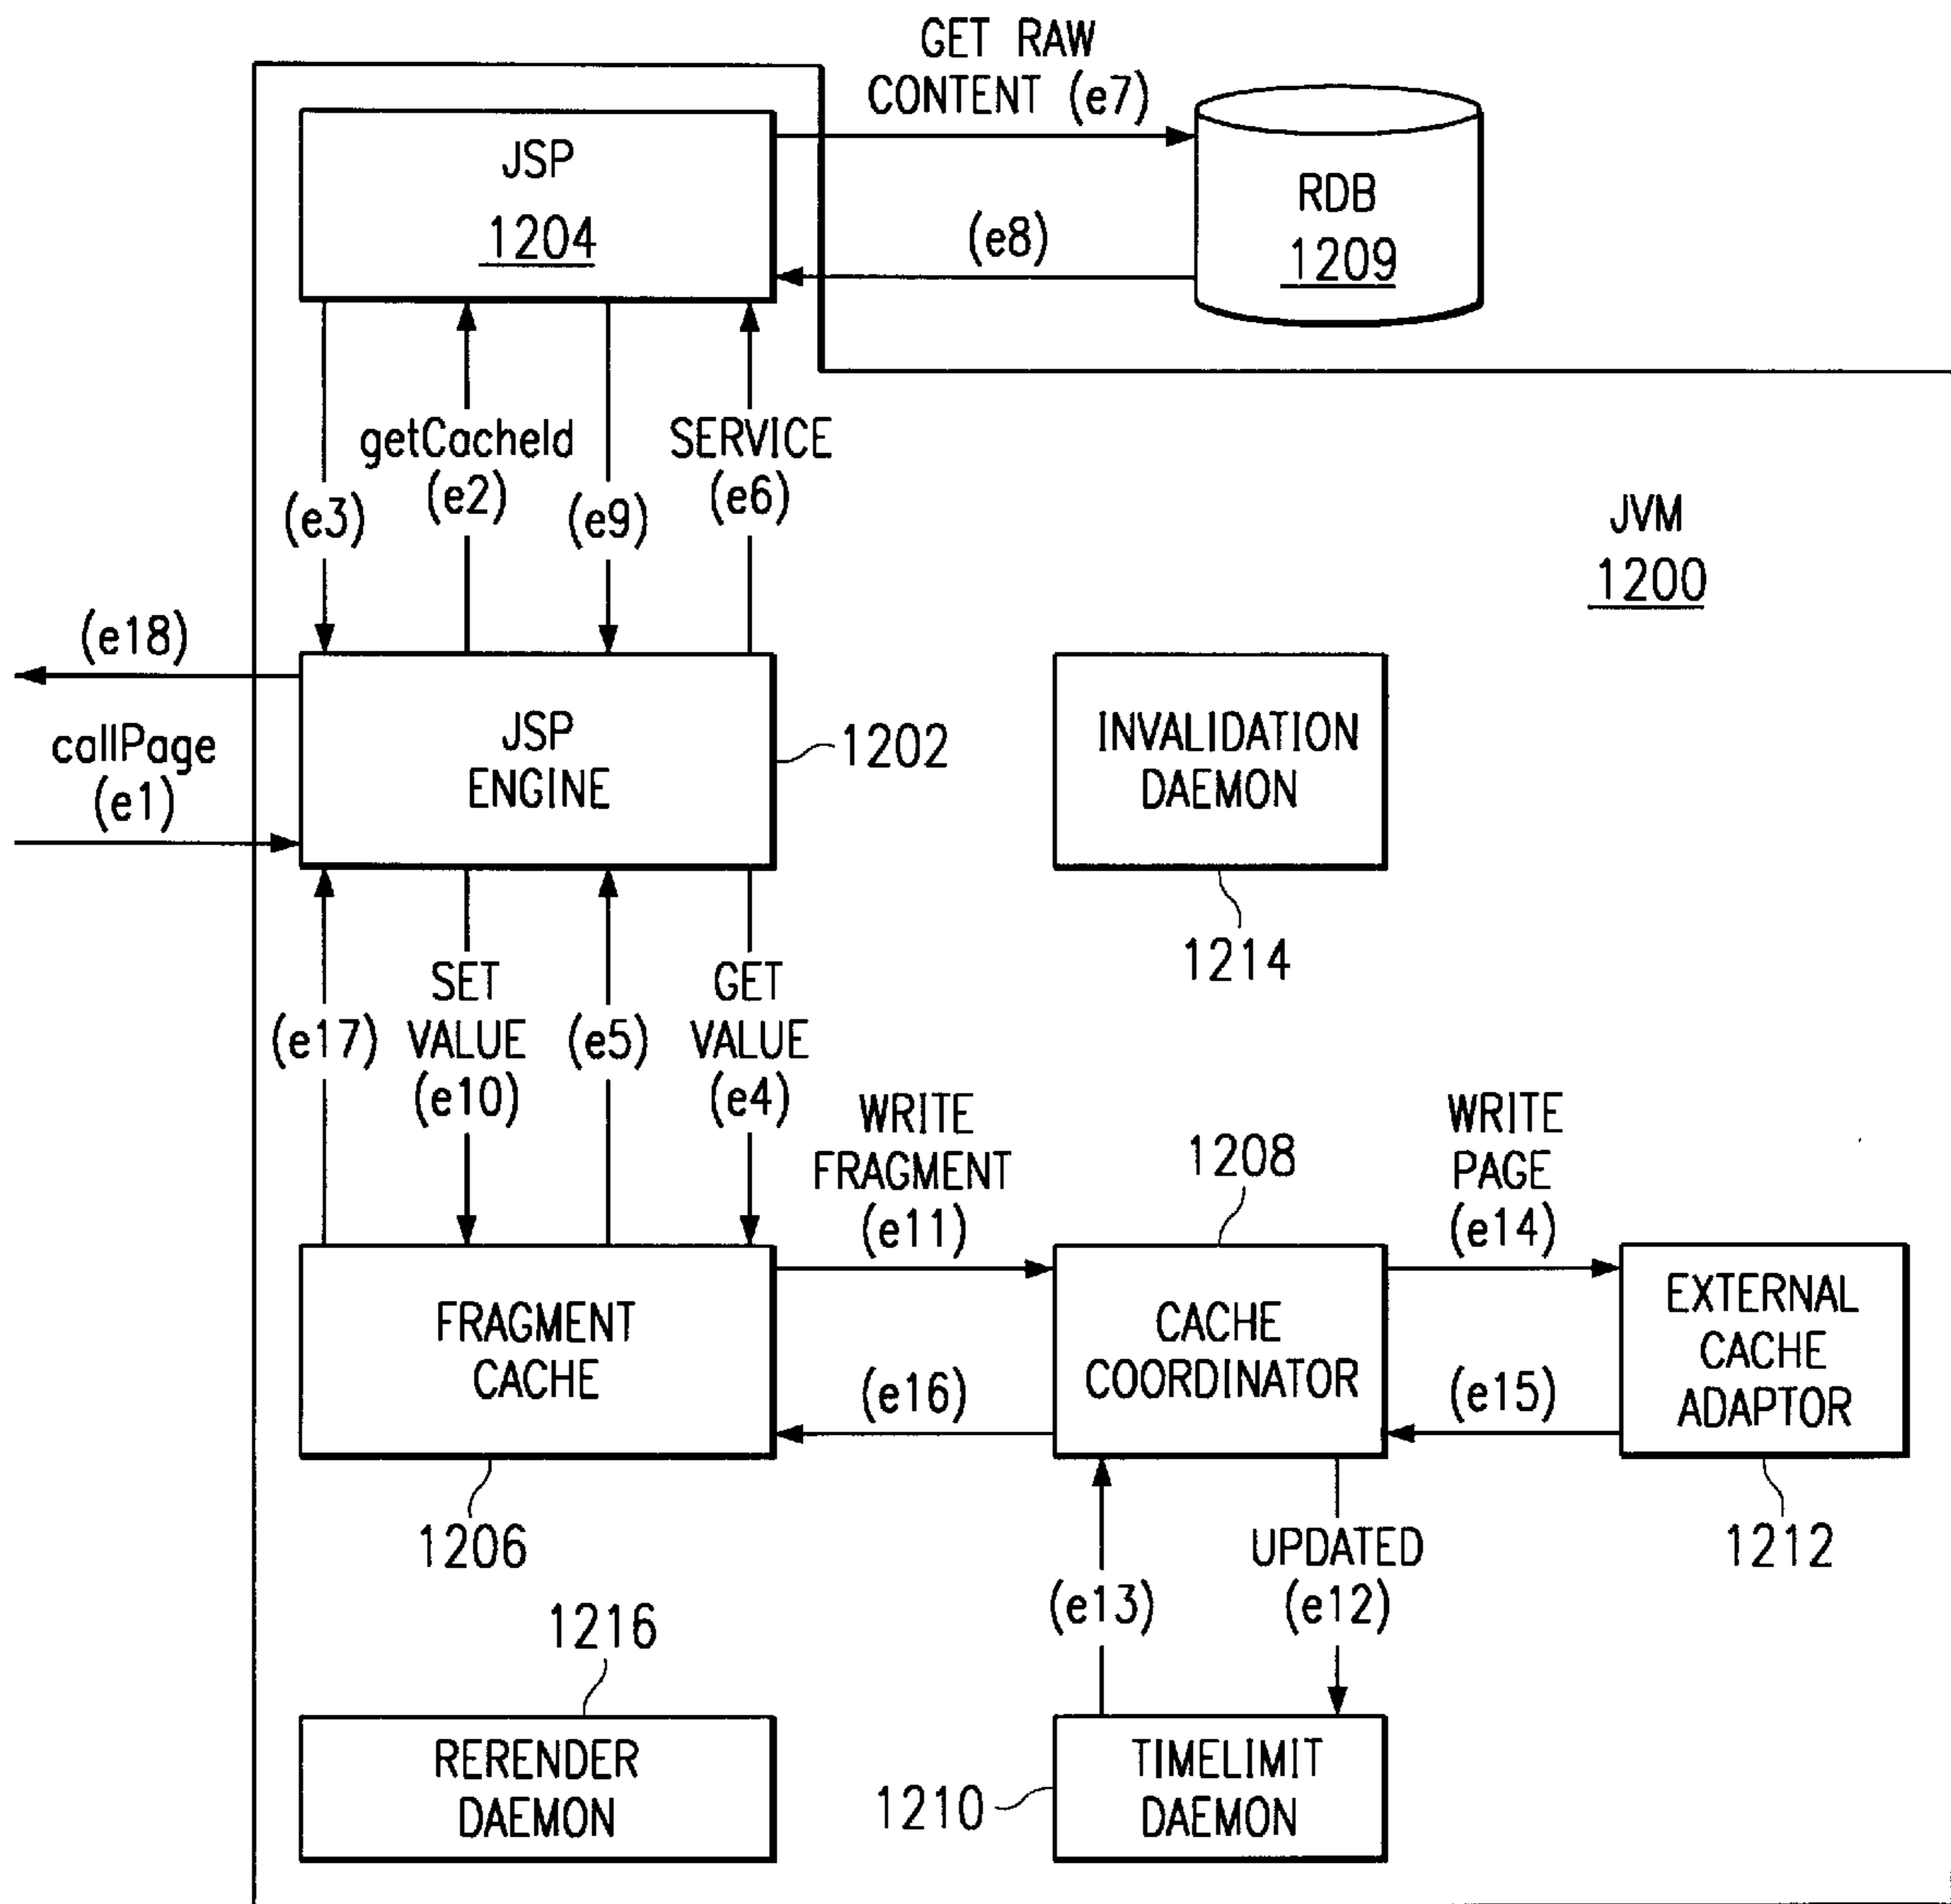 GET RAW
CONTENT (e7)
JSP
1204
RDB
1209
(e8)
getCacheId
(e2)
SERVICE
(e6)
(e3)
(e9)
JVM
1200
(e18)
callPage
(e1)
JSP
ENGINE
1202
INVALIDATION
DAEMON
1214
(e17)
SET
VALUE
(e10)
(e5)
GET
VALUE
(e4)
WRITE
FRAGMENT
(e11)
1208
WRITE
PAGE
(e14)
FRAGMENT
CACHE
(e16)
CACHE
COORDINATOR
(e15)
EXTERNAL
CACHE
ADAPTOR
1206
(e13)
UPDATED
(e12)
1212
1216
RERENDER
DAEMON
1210
TIMELIMIT
DAEMON